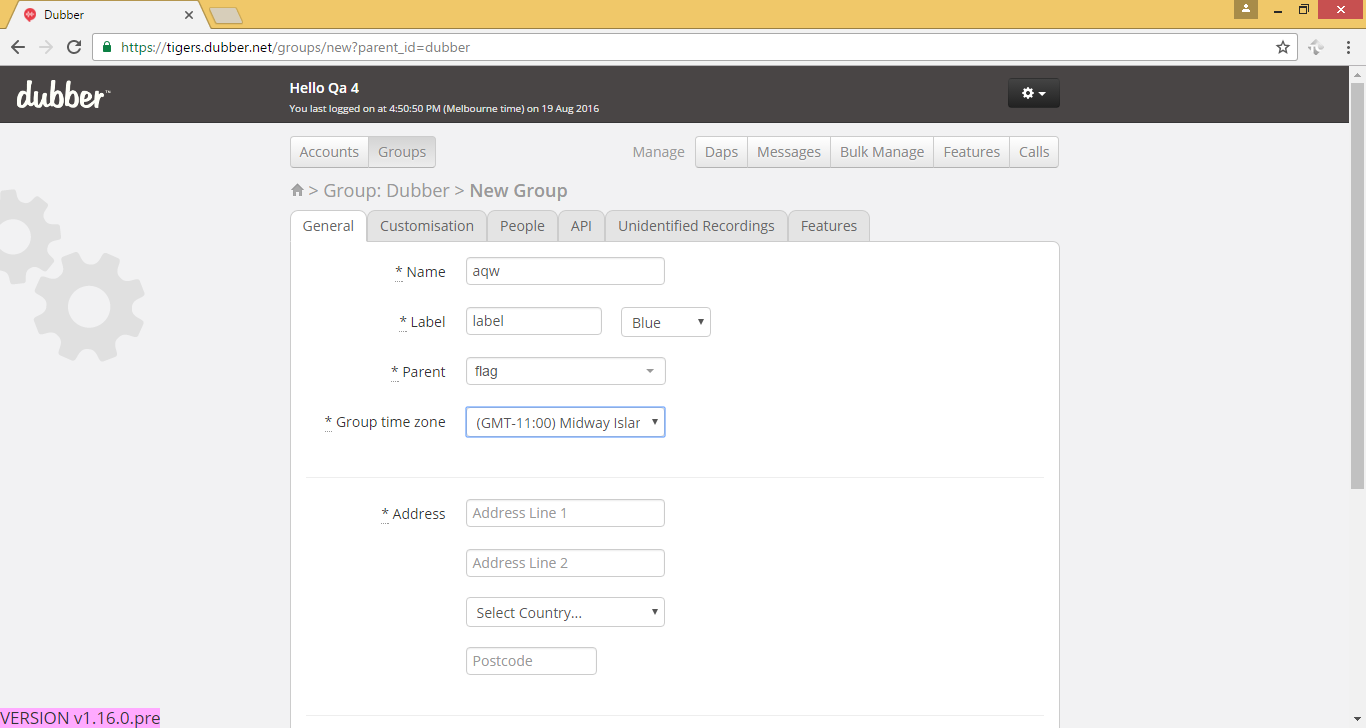 Dubber
https://tigers.dubber.net/groups/new?parent_id=dubber
dubber™
Hello Qa 4
You last logged on at 4:50:50 PM (Melbourne time) on 19 Aug 2016
Accounts Groups Manage Daps Messages Bulk Manage Features Calls
> Group: Dubber > New Group
General Customisation People API Unidentified Recordings Features
* Name aqw
* Label label Blue
* Parent flag
* Group time zone (GMT-11:00) Midway Islar
* Address Address Line 1
Address Line 2
Select Country...
Postcode
VERSION v1.16.0.pre